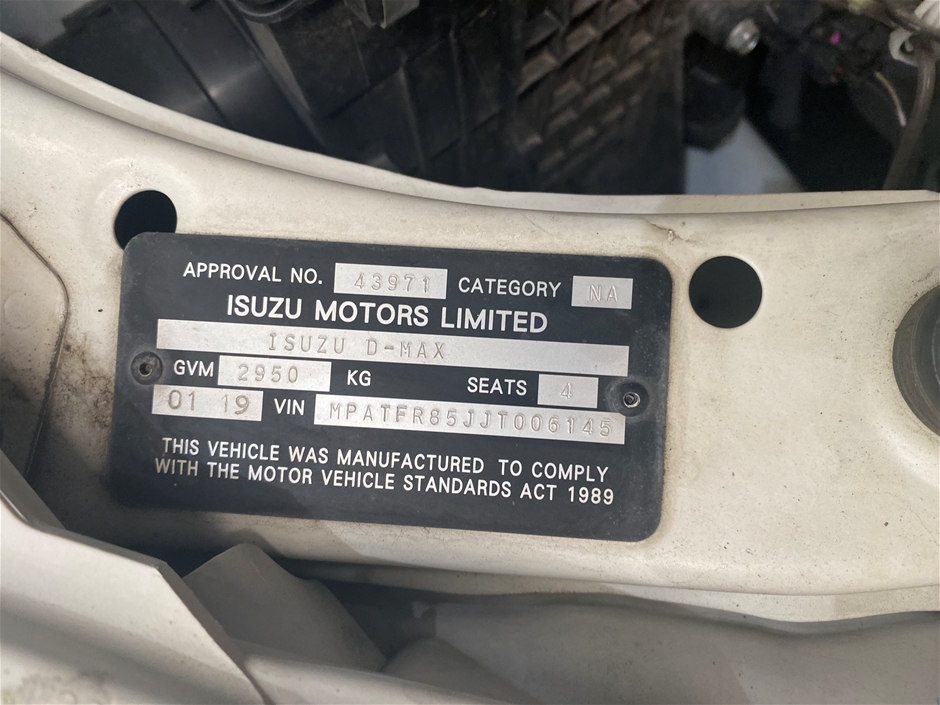 APPROVAL NO. 43971 CATEGORY NA
ISUZU MOTORS LIMITED
ISUZU D-MAX
GVM 2950 KG SEATS 4
01 19 VIN MPATFR85JJT006145
THIS VEHICLE WAS MANUFACTURED TO COMPLY
WITH THE MOTOR VEHICLE STANDARDS ACT 1989